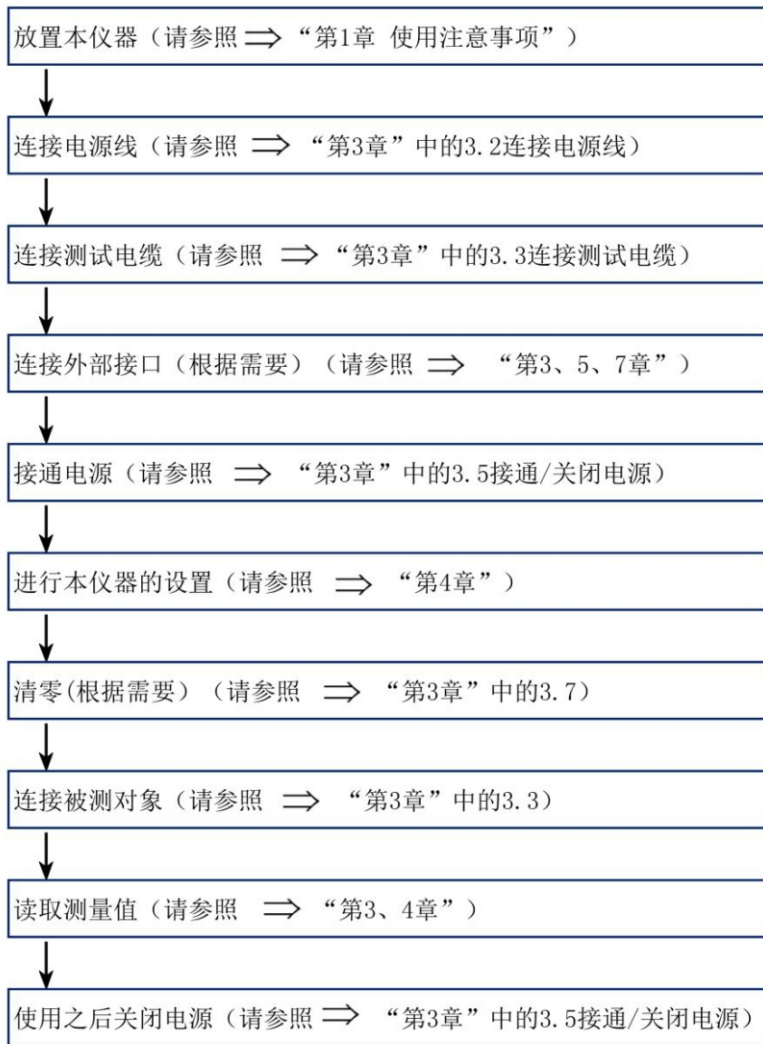 放置本仪器（请参照⇒ “第1章 使用注意事项”）
连接电源线（请参照 ⇒ “第3章”中的3.2连接电源线）
连接测试电缆（请参照 ⇒ “第3章”中的3.3连接测试电缆）
连接外部接口（根据需要）（请参照 ⇒ “第3、5、7章”）
接通电源（请参照 ⇒ “第3章”中的3.5接通/关闭电源）
进行本仪器的设置（请参照 ⇒ “第4章”）
清零(根据需要）（请参照 ⇒ “第3章”中的3.7）
连接被测对象（请参照 ⇒ “第3章”中的3.3）
读取测量值（请参照 ⇒ “第3、4章”）
使用之后关闭电源（请参照⇒ “第3章”中的3.5接通/关闭电源）